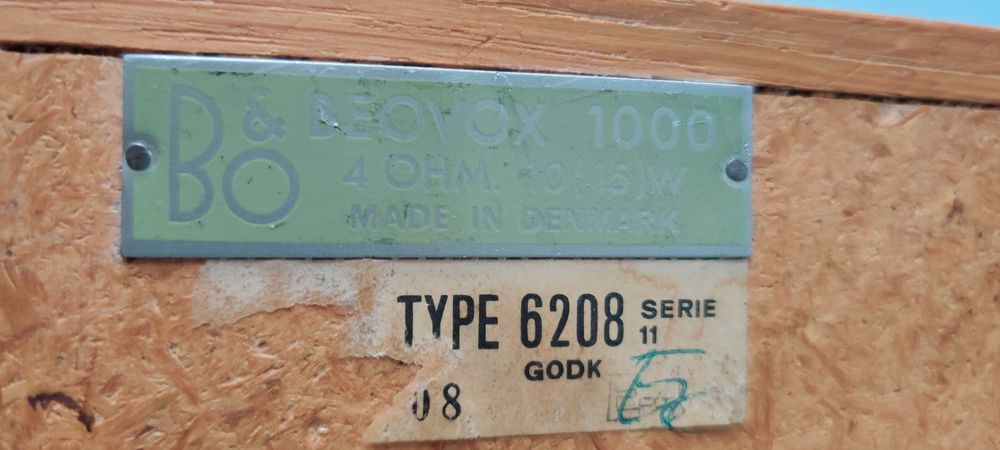 B&O
BEOVOX 1000
4 OHM. 10(15)W
MADE IN DENMARK
TYPE 6208 SERIE 11
GODK
08